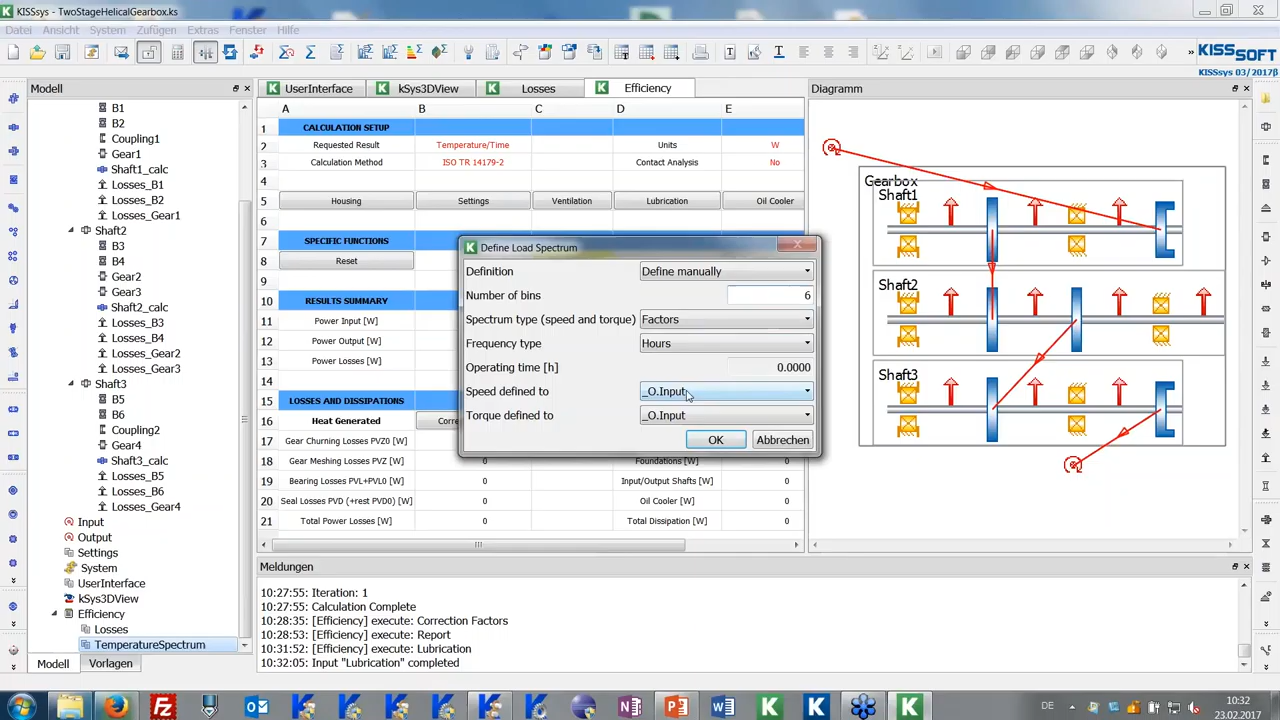 KISSsys - TwoStageHelicalGearbox.ks
Datei Ansicht System Zufügen Extras Fenster Hilfe
KISSSOFT
KISSsys 03/2017β
Modell
B1
B2
Coupling1
Gear1
Shaft1_calc
Losses_B1
Losses_B2
Losses_Gear1
Shaft2
B3
B4
Gear2
Gear3
Shaft2_calc
Losses_B3
Losses_B4
Losses_Gear2
Losses_Gear3
Shaft3
B5
B6
Coupling2
Gear4
Shaft3_calc
Losses_B5
Losses_B6
Losses_Gear4
Input
Output
Settings
System
UserInterface
kSys3DView
Efficiency
Losses
TemperatureSpectrum
Modell Vorlagen
UserInterface kSys3DView Losses Efficiency
A B C D E
1 CALCULATION SETUP
2 Requested Result Temperature/Time Units W
3 Calculation Method ISO TR 14179-2 Contact Analysis No
4
5 Housing Settings Ventilation Lubrication Oil Cooler
6
7 SPECIFIC FUNCTIONS
8 Reset
9
10 RESULTS SUMMARY
11 Power Input [W]
12 Power Output [W]
13 Power Losses [W]
14
15 LOSSES AND DISSIPATIONS
16 Heat Generated Corre
17 Gear Churning Losses PVZ0 [W]
18 Gear Meshing Losses PVZ [W] 0 Foundations [W] 0
19 Bearing Losses PVL+PVL0 [W] 0 Input/Output Shafts [W] 0
20 Seal Losses PVD (+rest PVD0) [W] 0 Oil Cooler [W] 0
21 Total Power Losses [W] 0 Total Dissipation [W] 0
Define Load Spectrum
Definition Define manually
Number of bins 6
Spectrum type (speed and torque) Factors
Frequency type Hours
Operating time [h] 0.0000
Speed defined to _O.Input
Torque defined to _O.Input
OK Abbrechen
Diagramm
Gearbox
Shaft1
Shaft2
Shaft3
Meldungen
10:27:55: Iteration: 1
10:27:55: Calculation Complete
10:28:35: [Efficiency] execute: Correction Factors
10:28:53: [Efficiency] execute: Report
10:31:52: [Efficiency] execute: Lubrication
10:32:05: Input "Lubrication" completed
DE
10:32
23.02.2017